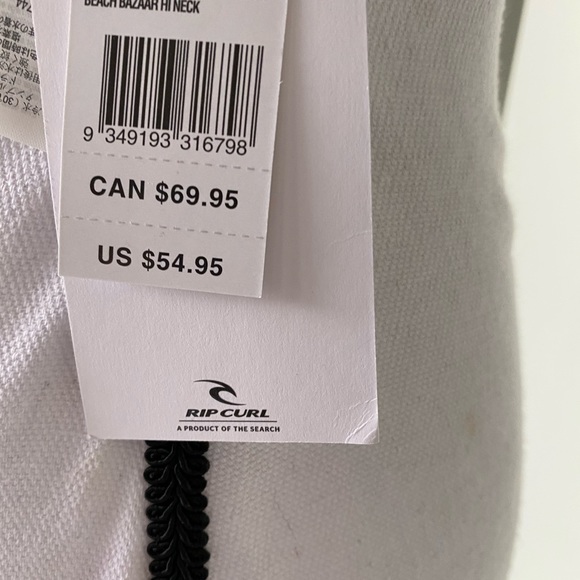 BEACH BAZAAR HI NECK
9 349193 316798
CAN $69.95
US $54.95
RIP CURL
A PRODUCT OF THE SEARCH